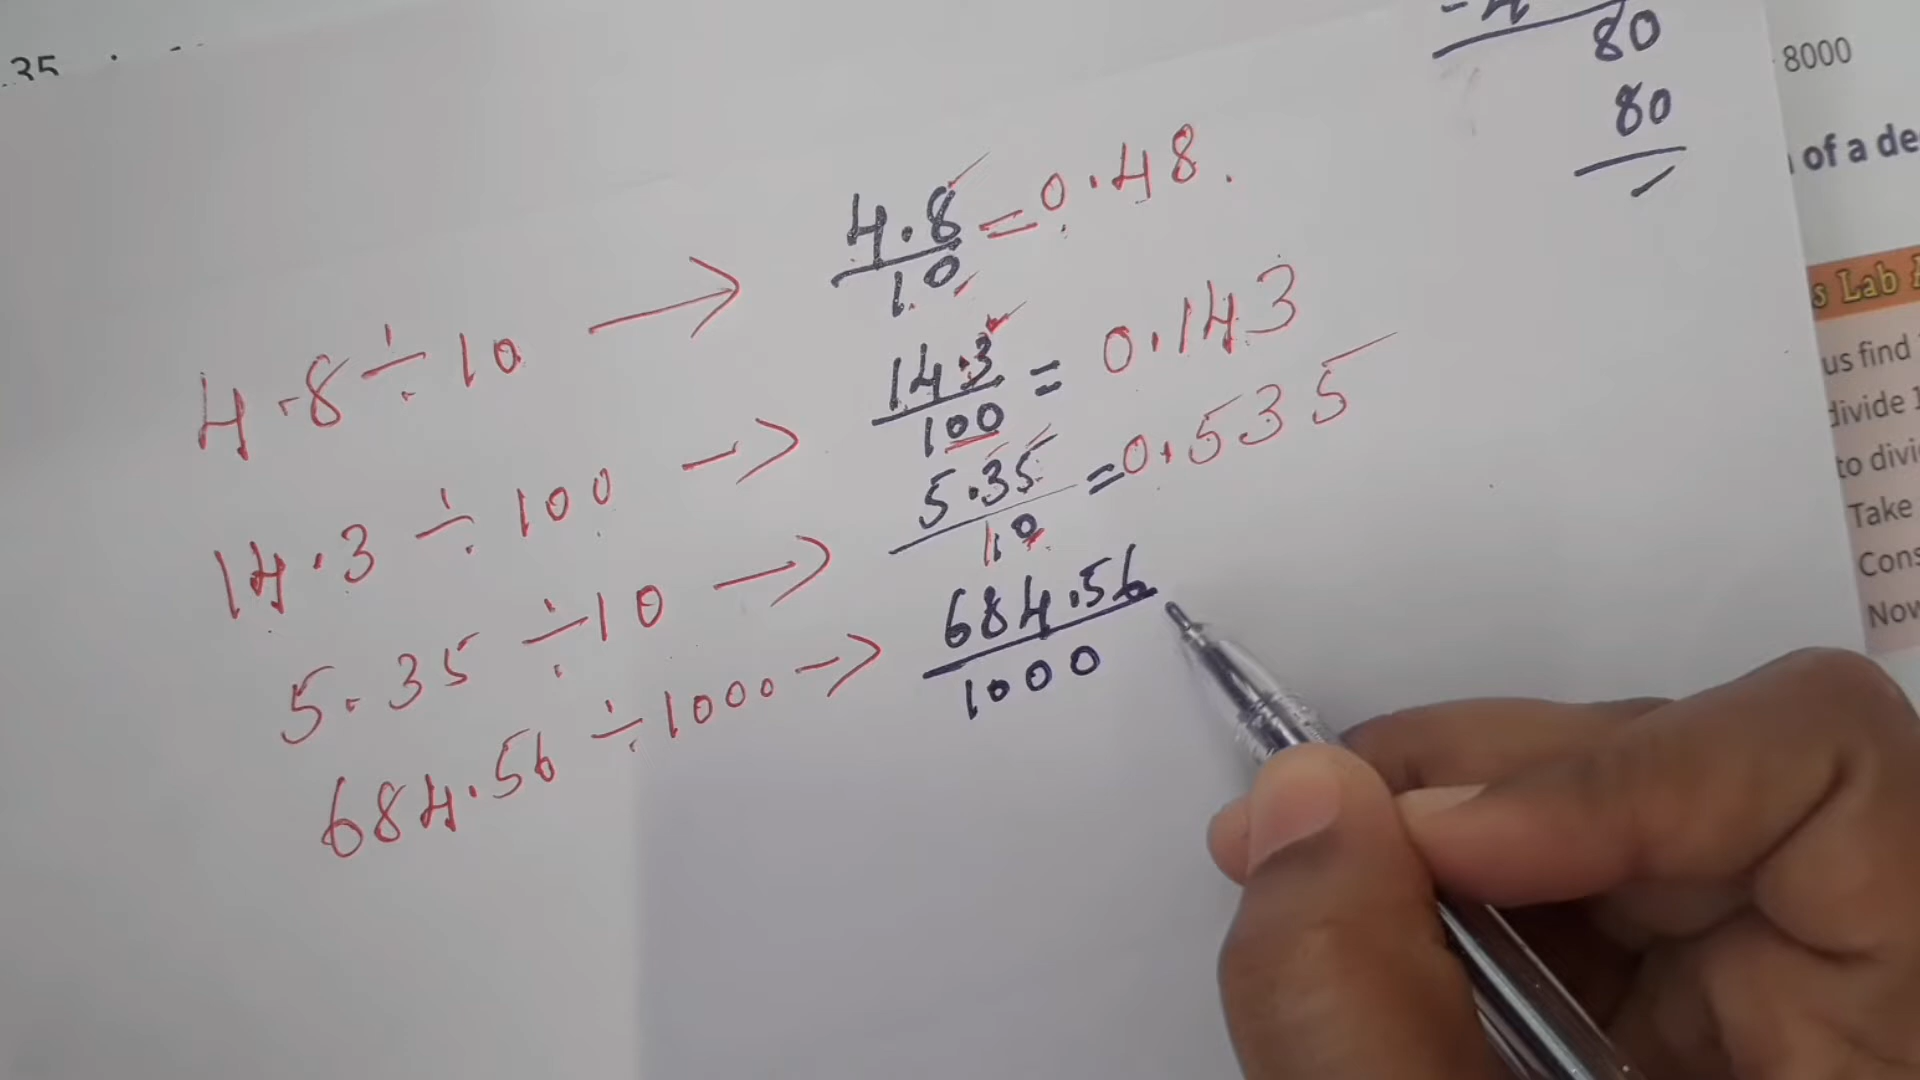 35
80
80
8000
of a de
s Lab A
us find
divide 1
to divi
Take
Cons
Now
4.8 ÷ 10 → 4.8/10 = 0.48.
14.3 ÷ 100 → 14.3/100 = 0.143
5.35 ÷ 10 → 5.35/10 = 0.535
684.56 ÷ 1000 → 684.56/1000